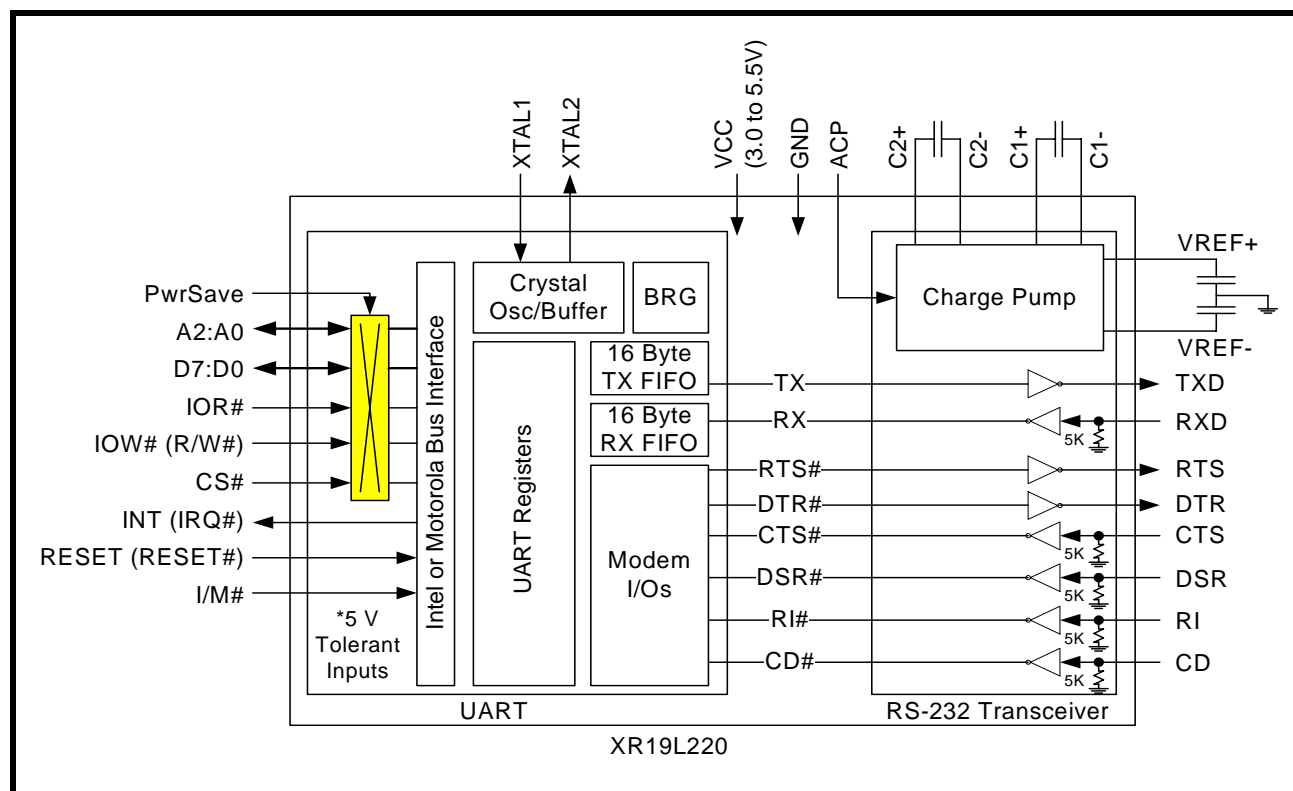 XTAL1
XTAL2
VCC
(3.0 to 5.5V)
GND
ACP
C2+
C2-
C1+
C1-
VREF+
VREF-
PwrSave
A2:A0
D7:D0
IOR#
IOW# (R/W#)
CS#
INT (IRQ#)
RESET (RESET#)
I/M#
*5 V
Tolerant
Inputs
Intel or Motorola Bus Interface
Crystal
Osc/Buffer
BRG
UART Registers
16 Byte
TX FIFO
16 Byte
RX FIFO
Modem
I/Os
Charge Pump
TX
TXD
RX
5K
RXD
RTS#
RTS
DTR#
DTR
CTS#
5K
CTS
DSR#
5K
DSR
RI#
5K
RI
CD#
5K
CD
UART
RS-232 Transceiver
XR19L220